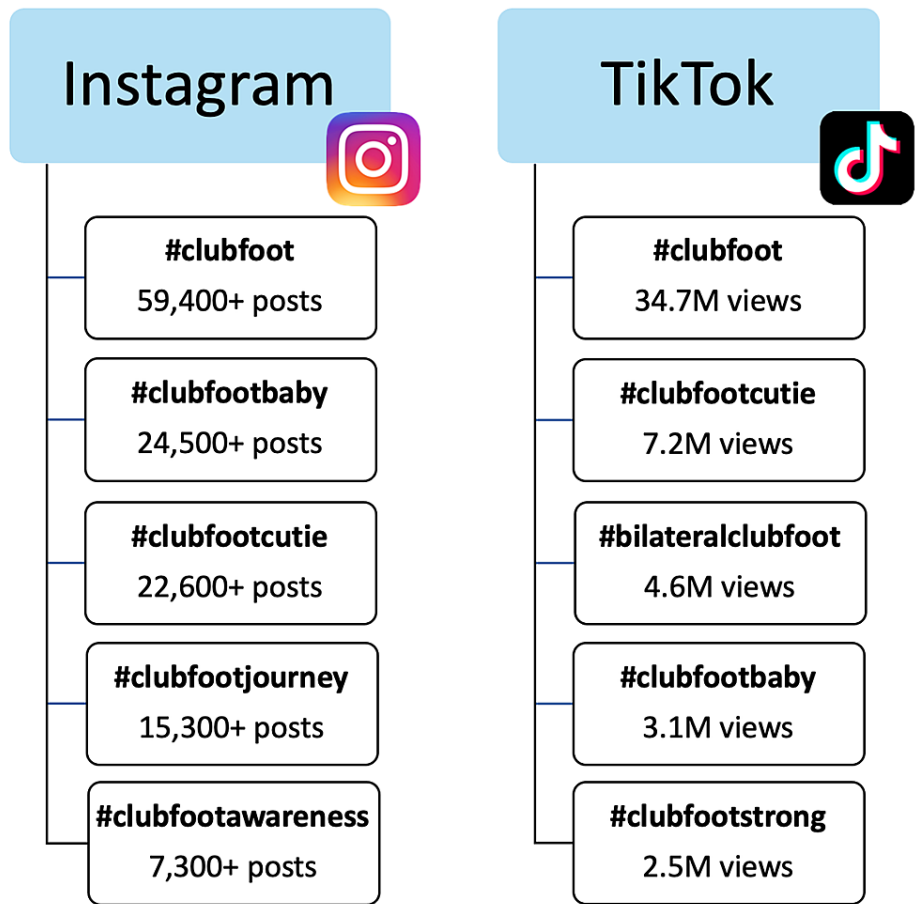 Instagram
#clubfoot
59,400+ posts
#clubfootbaby
24,500+ posts
#clubfootcutie
22,600+ posts
#clubfootjourney
15,300+ posts
#clubfootawareness
7,300+ posts
TikTok
#clubfoot
34.7M views
#clubfootcutie
7.2M views
#bilateralclubfoot
4.6M views
#clubfootbaby
3.1M views
#clubfootstrong
2.5M views